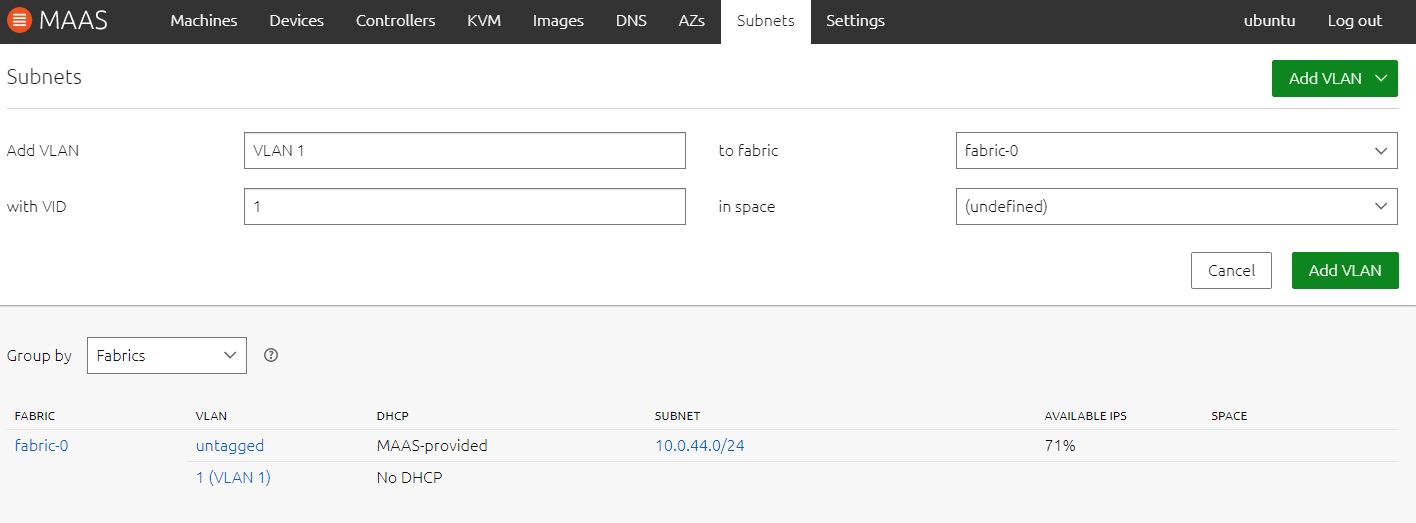 MAAS Machines Devices Controllers KVM Images DNS AZs Subnets Settings ubuntu Log out
Subnets Add VLAN
Add VLAN VLAN 1 to fabric fabric-0
with VID 1 in space (undefined)
Cancel Add VLAN
Group by Fabrics ?
FABRIC VLAN DHCP SUBNET AVAILABLE IPS SPACE
fabric-0 untagged MAAS-provided 10.0.44.0/24 71%
1 (VLAN 1) No DHCP